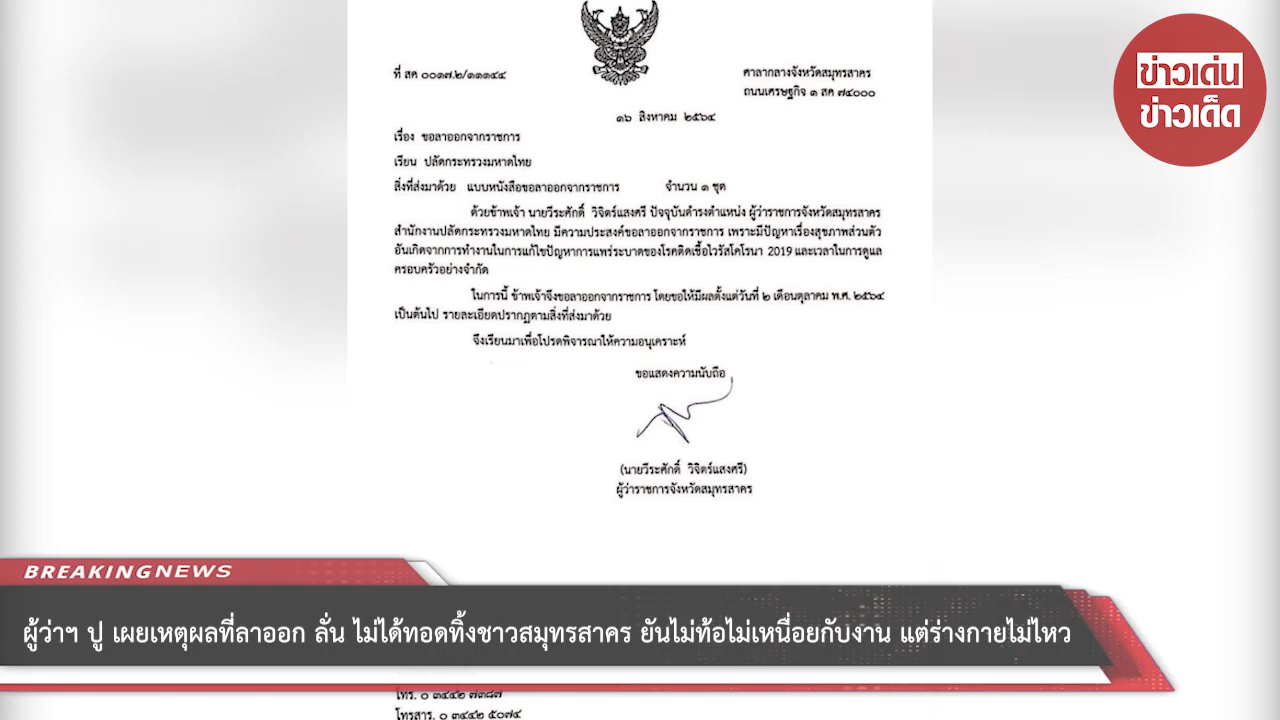 ที่ สค ๐๐๑๗.๒/๑๑๑๔๔
ศาลากลางจังหวัดสมุทรสาคร
ถนนเศรษฐกิจ ๑ สค ๗๔๐๐๐
๑๖ สิงหาคม ๒๕๖๔
เรื่อง ขอลาออกจากราชการ
เรียน ปลัดกระทรวงมหาดไทย
สิ่งที่ส่งมาด้วย แบบหนังสือขอลาออกจากราชการ จำนวน ๑ ชุด
ด้วยข้าพเจ้า นายวีระศักดิ์ วิจิตร์แสงศรี ปัจจุบันดำรงตำแหน่ง ผู้ว่าราชการจังหวัดสมุทรสาคร
สำนักงานปลัดกระทรวงมหาดไทย มีความประสงค์ขอลาออกจากราชการ เพราะมีปัญหาเรื่องสุขภาพส่วนตัว
อันเกิดจากการทำงานในการแก้ไขปัญหาการแพร่ระบาดของโรคติดเชื้อไวรัสโคโรนา 2019 และเวลาในการดูแล
ครอบครัวอย่างจำกัด
ในการนี้ ข้าพเจ้าจึงขอลาออกจากราชการ โดยขอให้มีผลตั้งแต่วันที่ ๒ เดือนตุลาคม พ.ศ. ๒๕๖๔
เป็นต้นไป รายละเอียดปรากฏตามสิ่งที่ส่งมาด้วย
จึงเรียนมาเพื่อโปรดพิจารณาให้ความอนุเคราะห์
ขอแสดงความนับถือ
(นายวีระศักดิ์ วิจิตร์แสงศรี)
ผู้ว่าราชการจังหวัดสมุทรสาคร
ข่าวเด่น
ข่าวเด็ด
BREAKINGNEWS
ผู้ว่าฯ ปู เผยเหตุผลที่ลาออก ลั่น ไม่ได้ทอดทิ้งชาวสมุทรสาคร ยันไม่ท้อไม่เหนื่อยกับงาน แต่ร่างกายไม่ไหว
โทร. ๐ ๓๔๔๒ ๗๓๘๗
โทรสาร. ๐ ๓๔๔๒ ๕๐๗๔